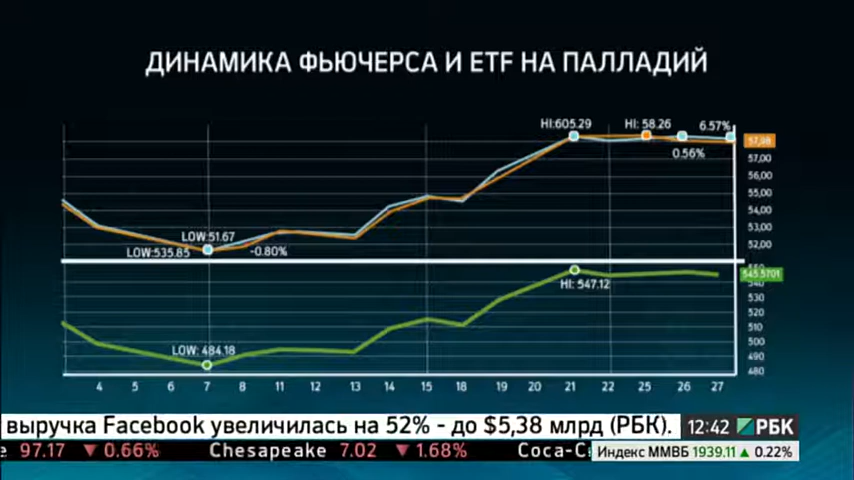 ДИНАМИКА ФЬЮЧЕРСА И ETF НА ПАЛЛАДИЙ
HI:605.29
HI: 58.26
6.57%
57,98
0.56%
57,00
56,00
55,00
54,00
53,00
52,00
LOW:51.67
LOW:535.85
-0.80%
545.5701
540
530
520
510
500
490
480
HI: 547.12
LOW: 484.18
4 5 6 7 8 11 12 13 14 15 18 19 20 21 22 25 26 27
выручка Facebook увеличилась на 52% - до $5,38 млрд (РБК).
12:42 РБК
e 97.17 ▼ 0.66% Chesapeake 7.02 ▼ 1.68% Coca-C
Индекс ММВБ 1939.11 ▲ 0.22%